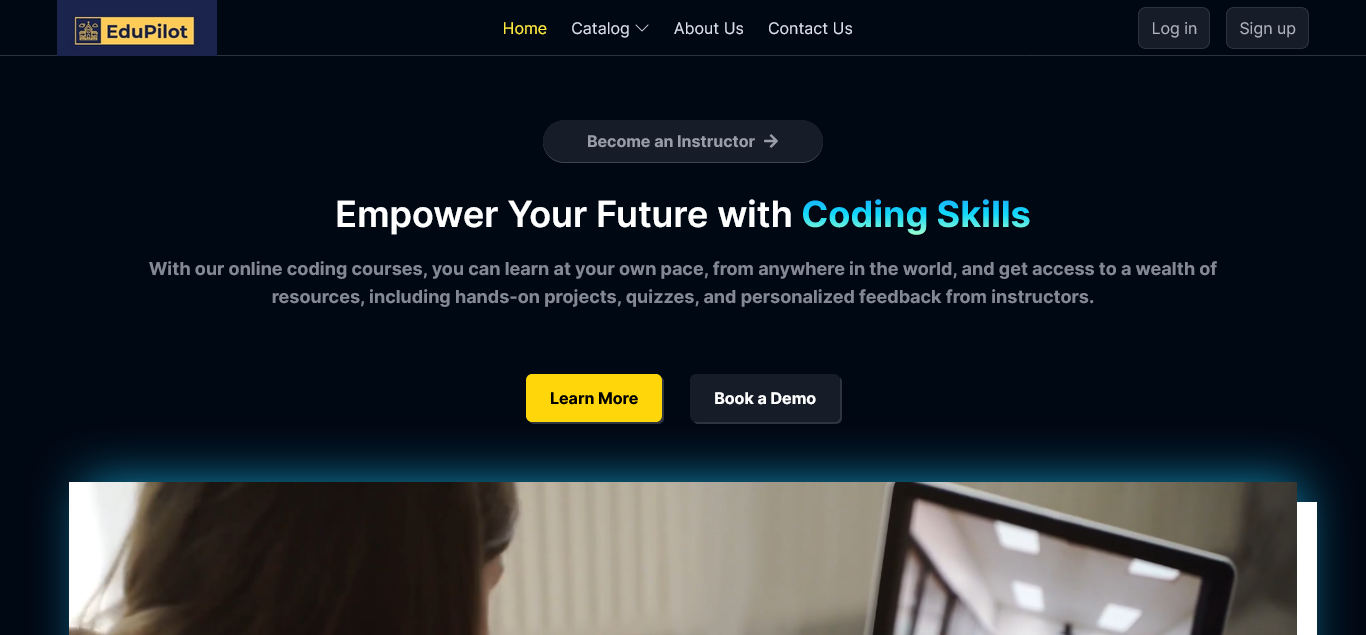 EduPilot
Home
Catalog
About Us
Contact Us
Log in
Sign up
Become an Instructor
Empower Your Future with Coding Skills
With our online coding courses, you can learn at your own pace, from anywhere in the world, and get access to a wealth of
resources, including hands-on projects, quizzes, and personalized feedback from instructors.
Learn More
Book a Demo